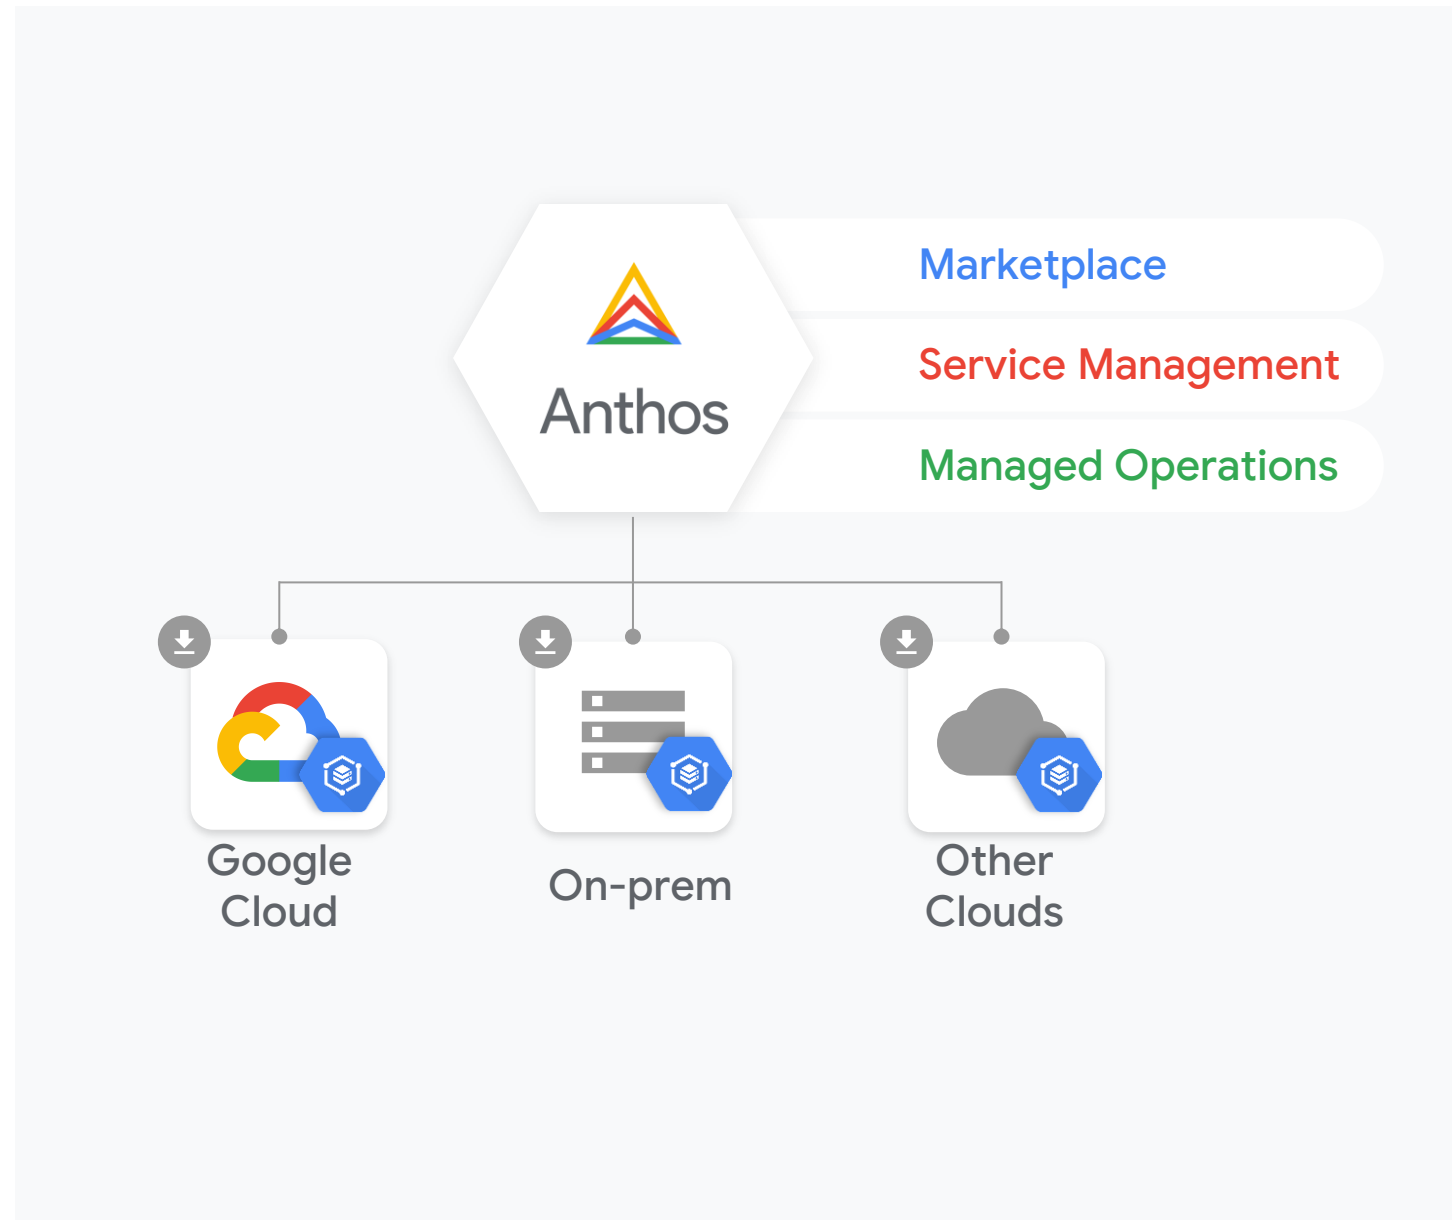 Marketplace
Anthos
Service Management
Managed Operations
Google
Cloud
On-prem
Other
Clouds